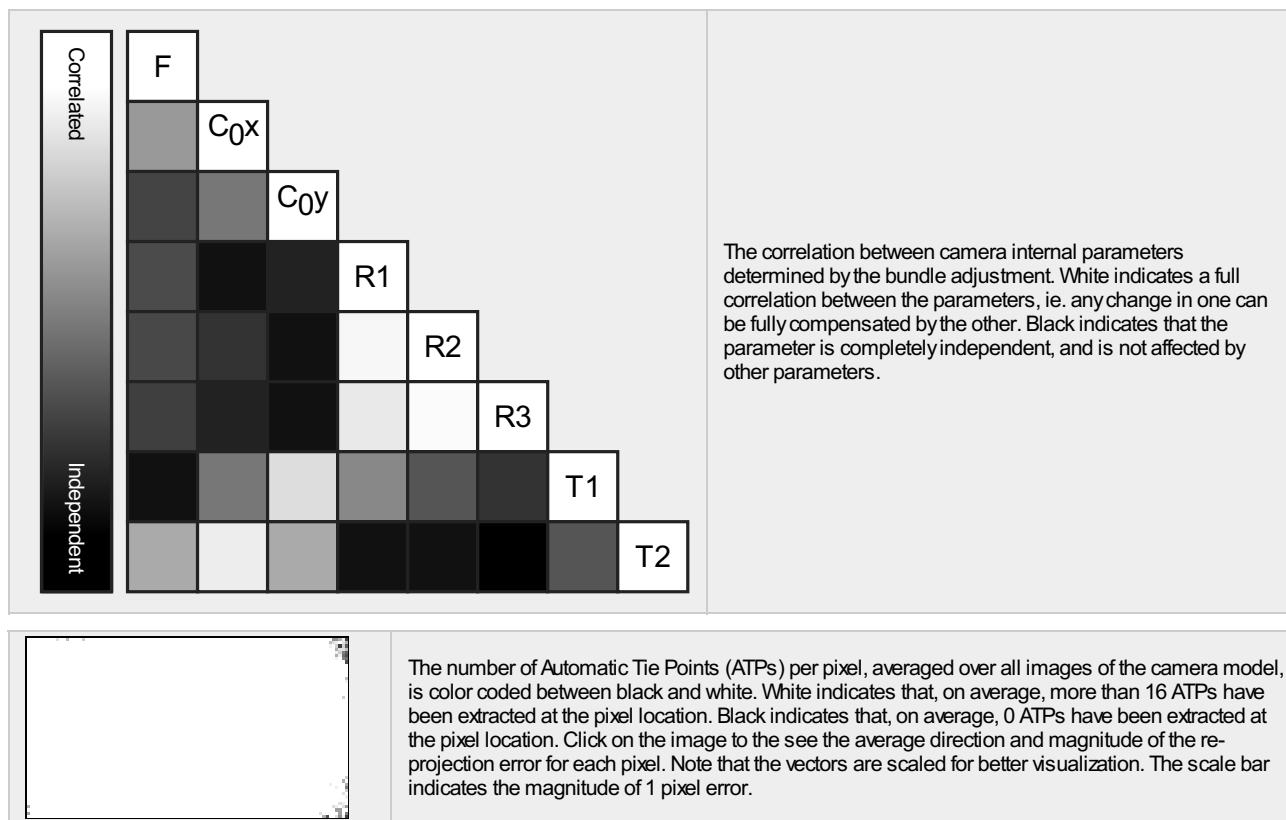 Correlated
Independent
F
C0x
C0y
R1
R2
R3
T1
T2
The correlation between camera internal parameters
determined by the bundle adjustment. White indicates a full
correlation between the parameters, ie. any change in one can
be fully compensated by the other. Black indicates that the
parameter is completely independent, and is not affected by
other parameters.
The number of Automatic Tie Points (ATPs) per pixel, averaged over all images of the camera model,
is color coded between black and white. White indicates that, on average, more than 16 ATPs have
been extracted at the pixel location. Black indicates that, on average, 0 ATPs have been extracted at
the pixel location. Click on the image to the see the average direction and magnitude of the re-
projection error for each pixel. Note that the vectors are scaled for better visualization. The scale bar
indicates the magnitude of 1 pixel error.